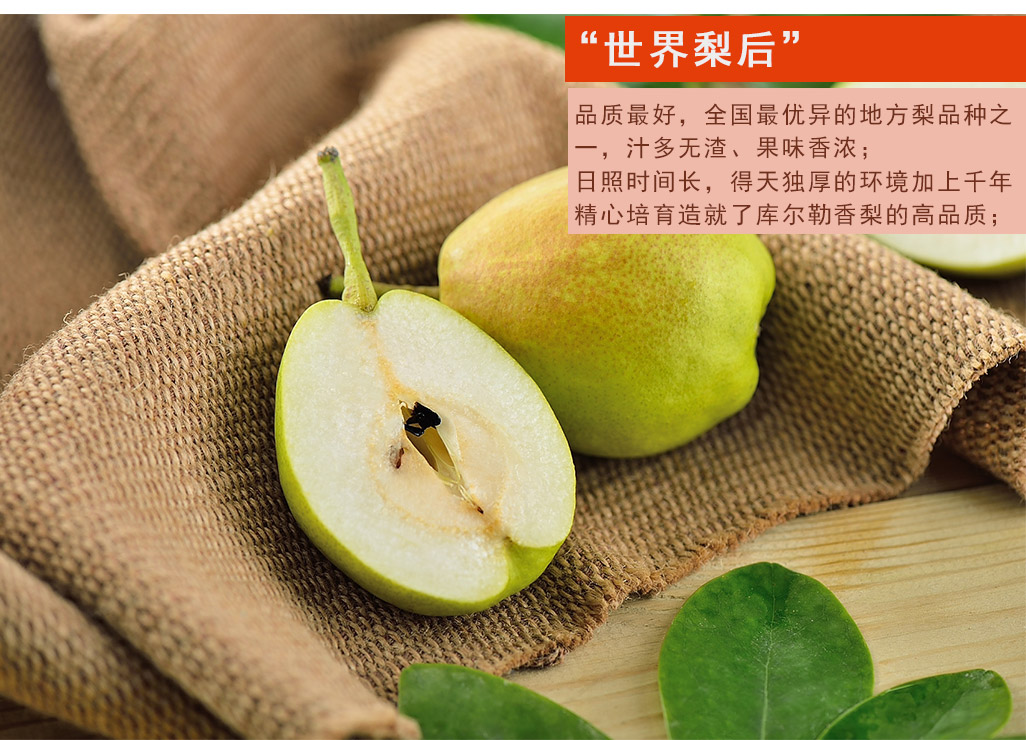 “世界梨后”
品质最好，全国最优异的地方梨品种之
一，汁多无渣、果味香浓；
日照时间长，得天独厚的环境加上千年
精心培育造就了库尔勒香梨的高品质；